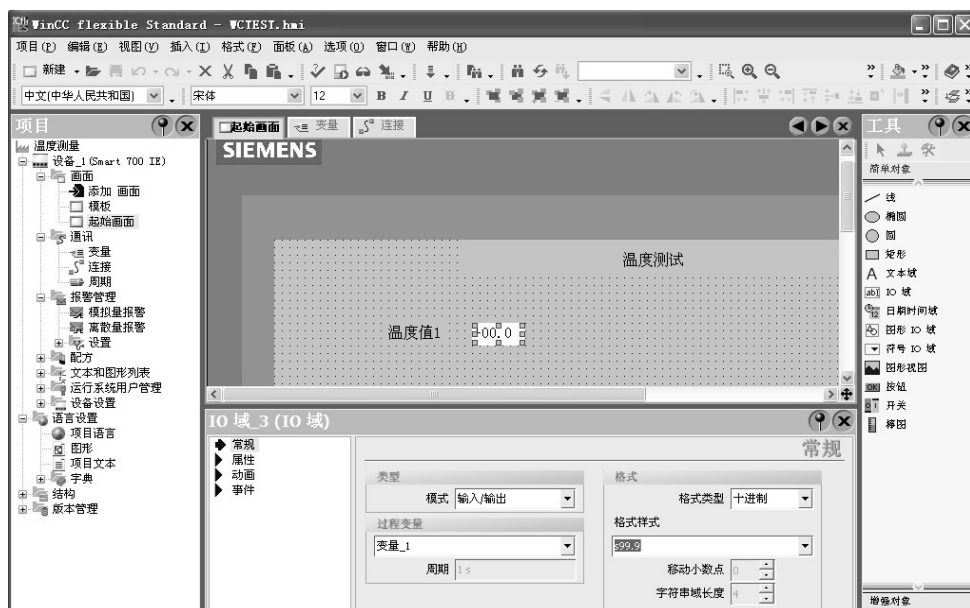 WinCC flexible Standard - WCTEST.hmi
项目(P) 编辑(E) 视图(V) 插入(I) 格式(F) 面板(A) 选项(O) 窗口(W) 帮助(H)
新建
中文(中华人民共和国) 宋体 12 B I U B
项目
温度测量
设备_1(Smart 700 IE)
画面
添加 画面
模板
起始画面
通讯
变量
连接
周期
报警管理
模拟量报警
离散量报警
设置
配方
文本和图形列表
运行系统用户管理
设备设置
语言设置
项目语言
图形
项目文本
字典
结构
版本管理
起始画面 变量 连接
SIEMENS
温度测试
温度值1
-00.0
IO 域_3 (IO 域)
常规
属性
动画
事件
常规
类型
模式 输入/输出
过程变量
变量_1
周期 1 s
格式
格式类型 十进制
格式样式
s99.9
移动小数点 0
字符串域长度 4
工具
简单对象
线
椭圆
圆
矩形
A 文本域
ab IO 域
12 日期时间域
图形 IO 域
符号 IO 域
图形视图
OK 按钮
开关
棒图
增强对象